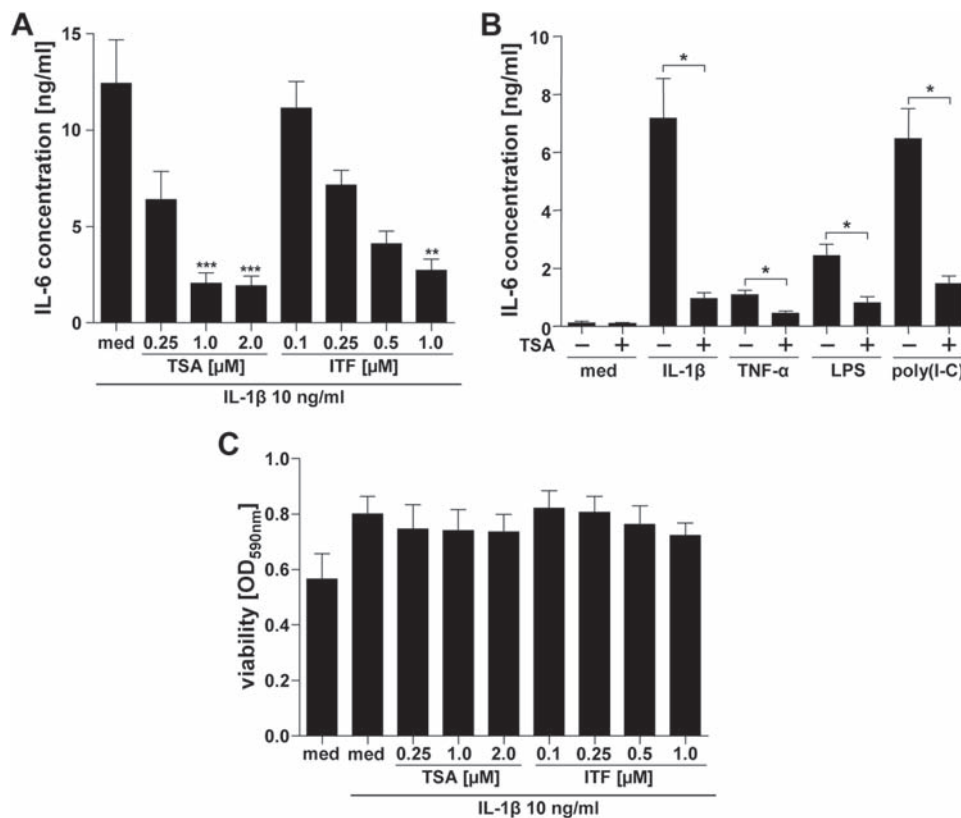 A
IL-6 concentration [ng/ml]
15
10
5
0
*** *** **
med 0.25 1.0 2.0 0.1 0.25 0.5 1.0
TSA [µM] ITF [µM]
IL-1β 10 ng/ml
B
IL-6 concentration [ng/ml]
10
8
6
4
2
0
* * * *
TSA − + − + − + − + − +
med IL-1β TNF-α LPS poly(I-C)
C
viability [OD590nm]
1.0
0.8
0.6
0.4
0.2
0.0
med med 0.25 1.0 2.0 0.1 0.25 0.5 1.0
TSA [µM] ITF [µM]
IL-1β 10 ng/ml